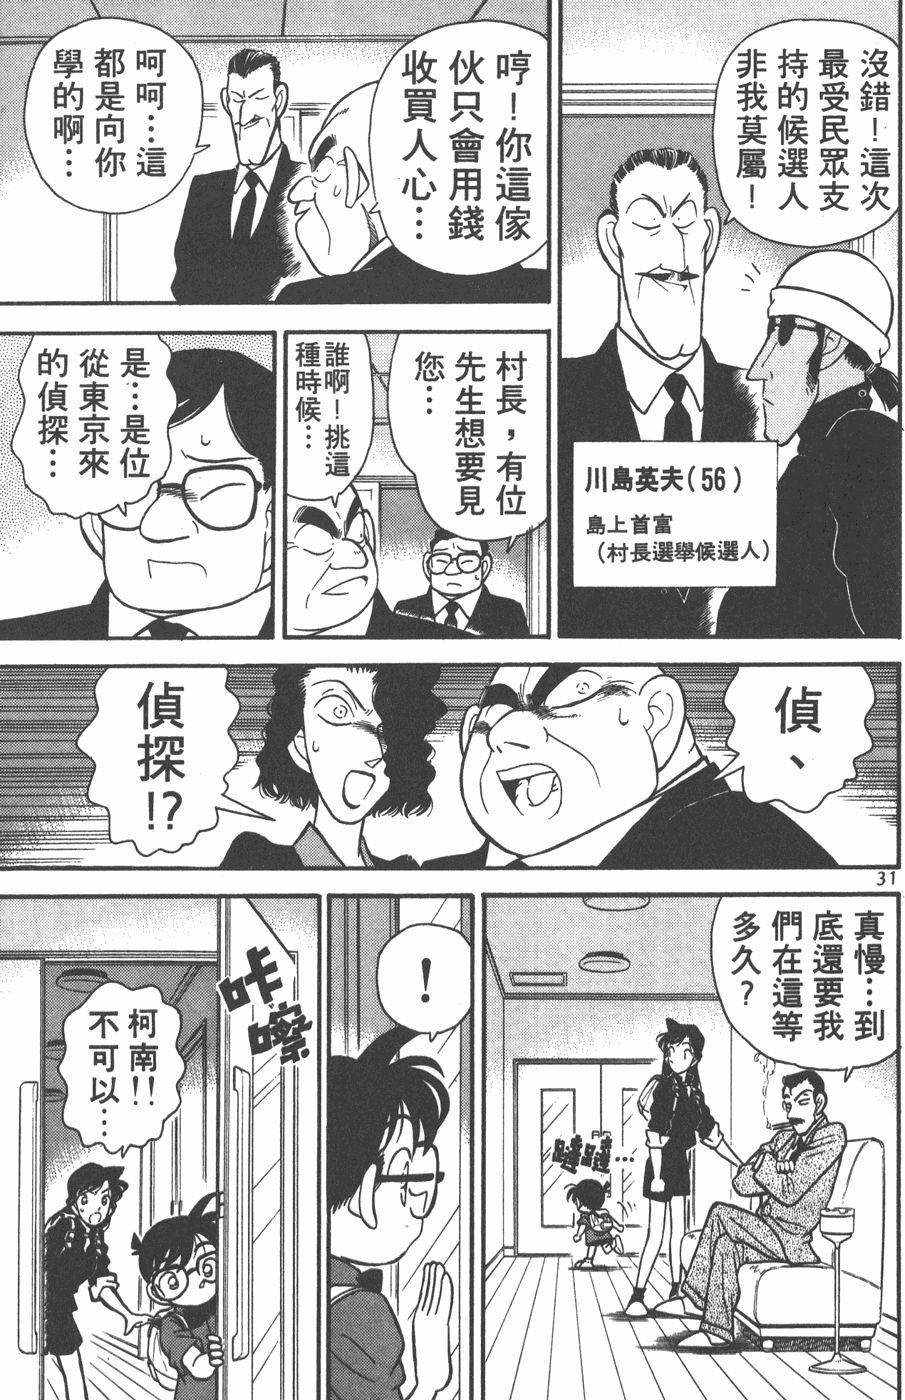 沒錯！這次
最受民眾支
持的候選人
非我莫屬！
川島英夫(56)
島上首富
(村長選舉候選人)
哼！你這傢
伙只會用錢
收買人心…
呵呵…這
都是向你
學的啊…
村長，有位
先生想要見
您…
誰啊！挑這
種時候…
是…是位
從東京來
的偵探…
偵、
偵探!?
31
真慢…到
底還要我
們在這等
多久？
躂躂…
！
咔嚓
柯南!!
不可以…